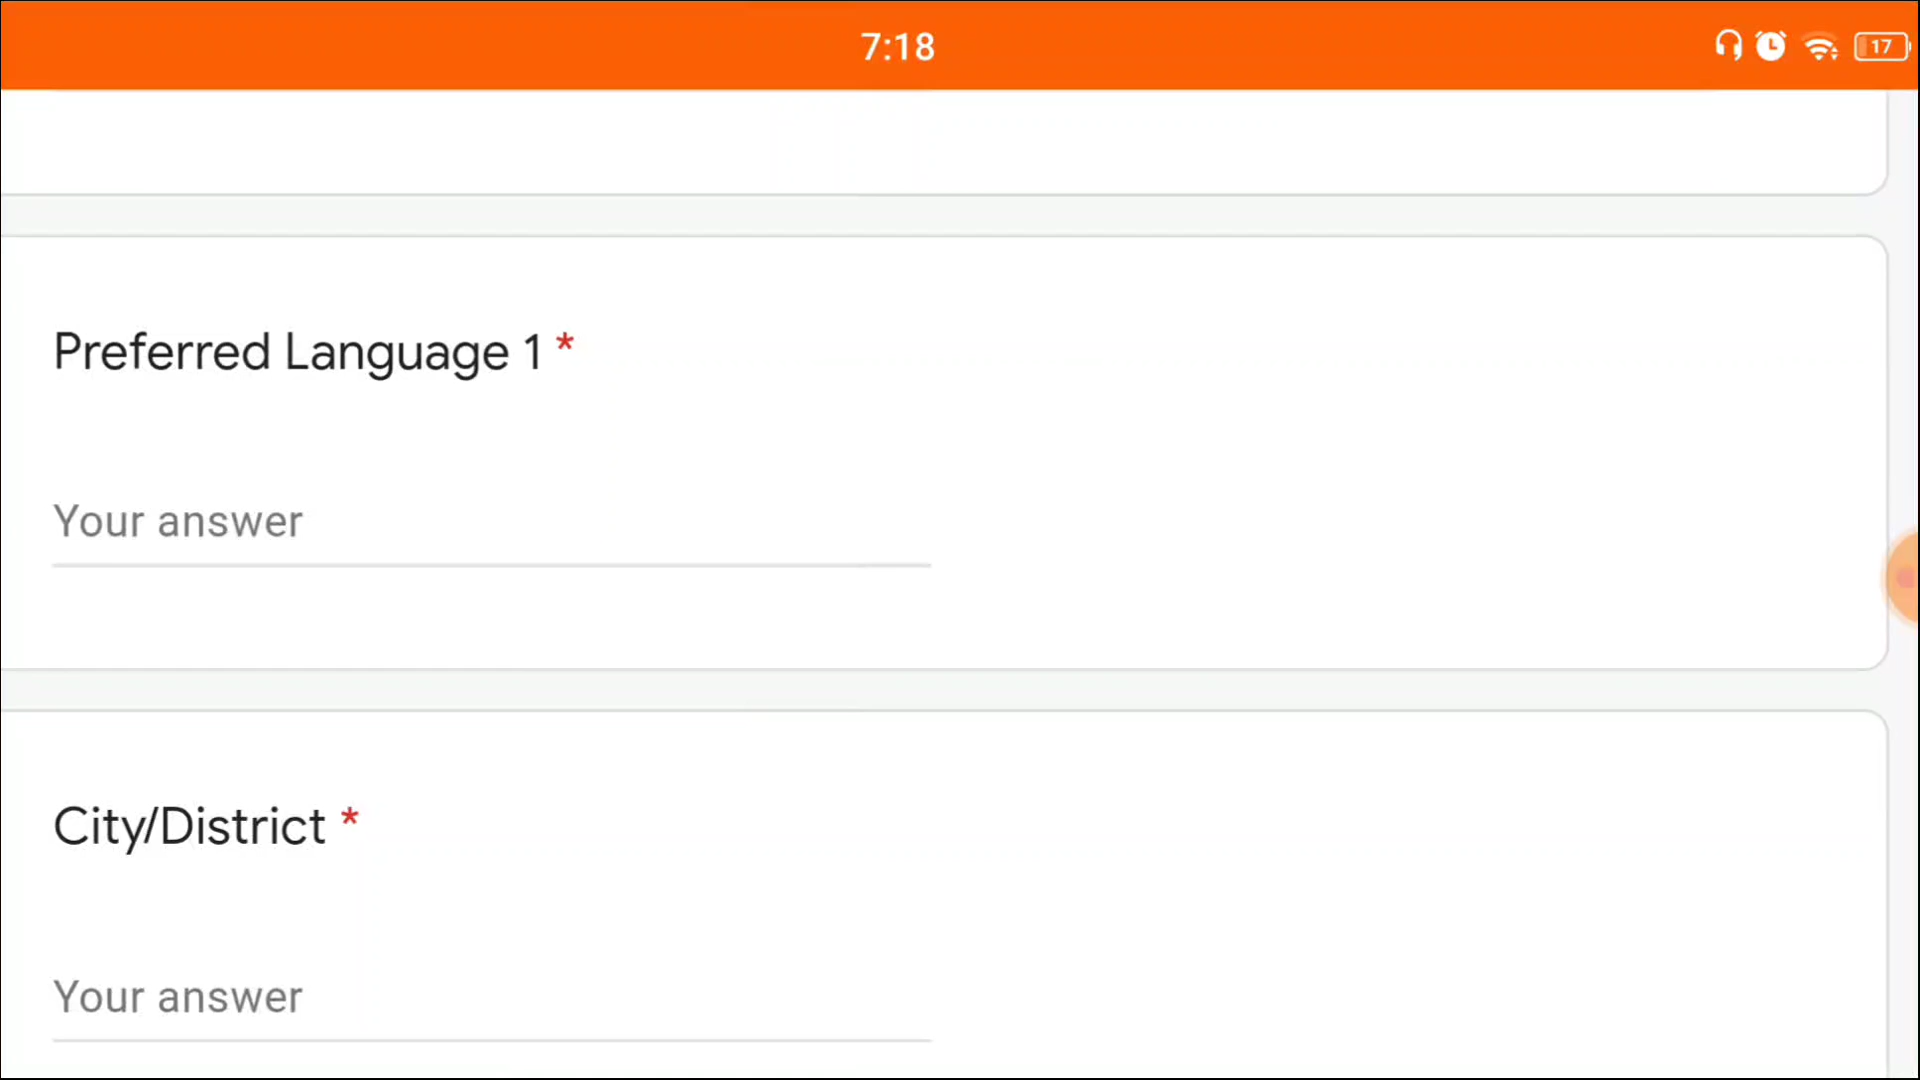 7:18
17
Preferred Language 1 *
Your answer
City/District *
Your answer